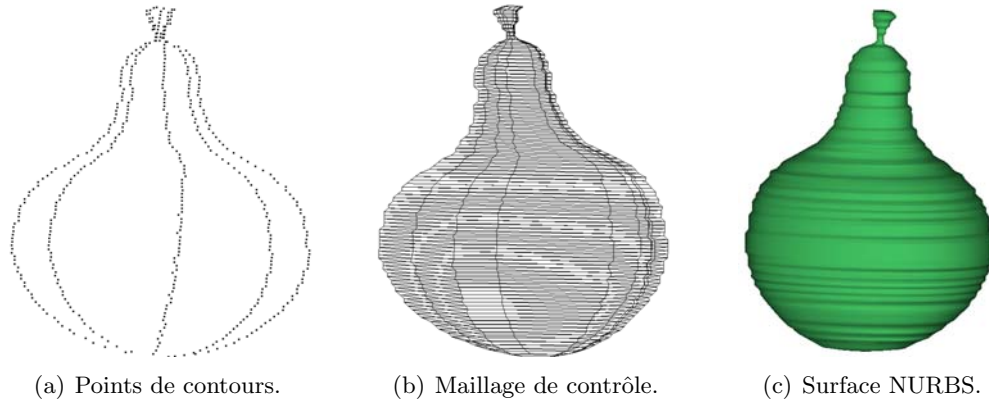 (a) Points de contours.
(b) Maillage de contrôle.
(c) Surface NURBS.